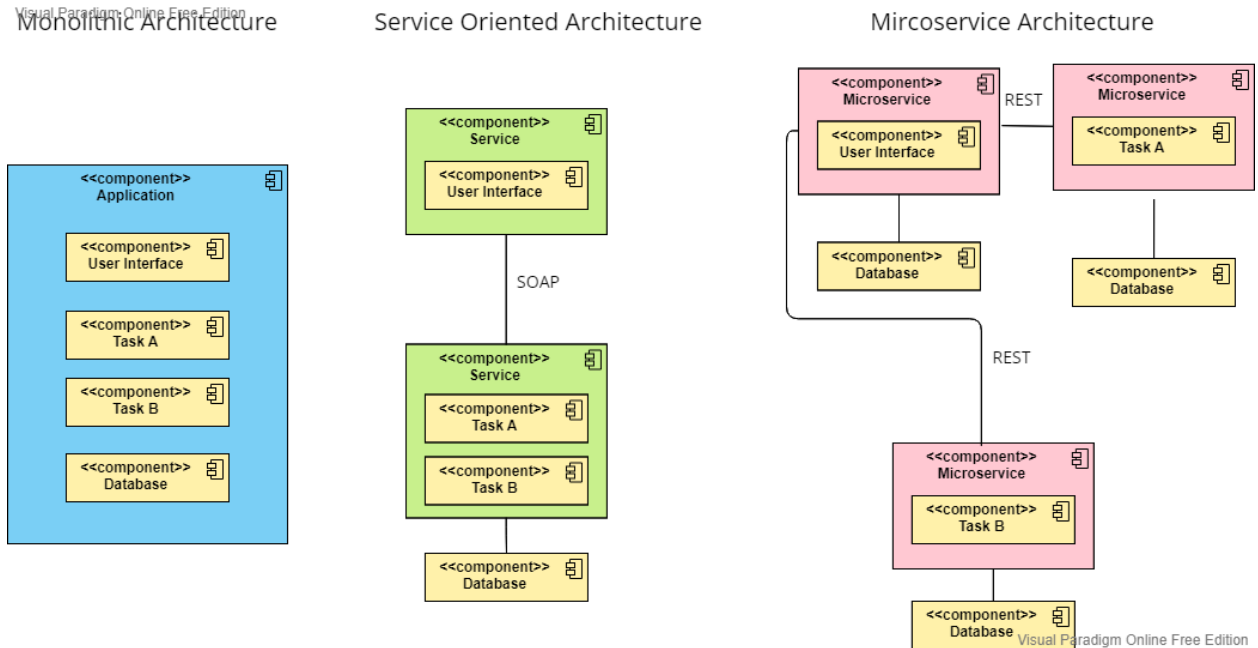 Visual Paradigm Online Free Edition
Monolithic Architecture
<<component>>
Application
<<component>>
User Interface
<<component>>
Task A
<<component>>
Task B
<<component>>
Database
Service Oriented Architecture
<<component>>
Service
<<component>>
User Interface
SOAP
<<component>>
Service
<<component>>
Task A
<<component>>
Task B
<<component>>
Database
Mircoservice Architecture
<<component>>
Microservice
<<component>>
User Interface
REST
<<component>>
Microservice
<<component>>
Task A
<<component>>
Database
<<component>>
Database
REST
<<component>>
Microservice
<<component>>
Task B
<<component>>
Database
Visual Paradigm Online Free Edition